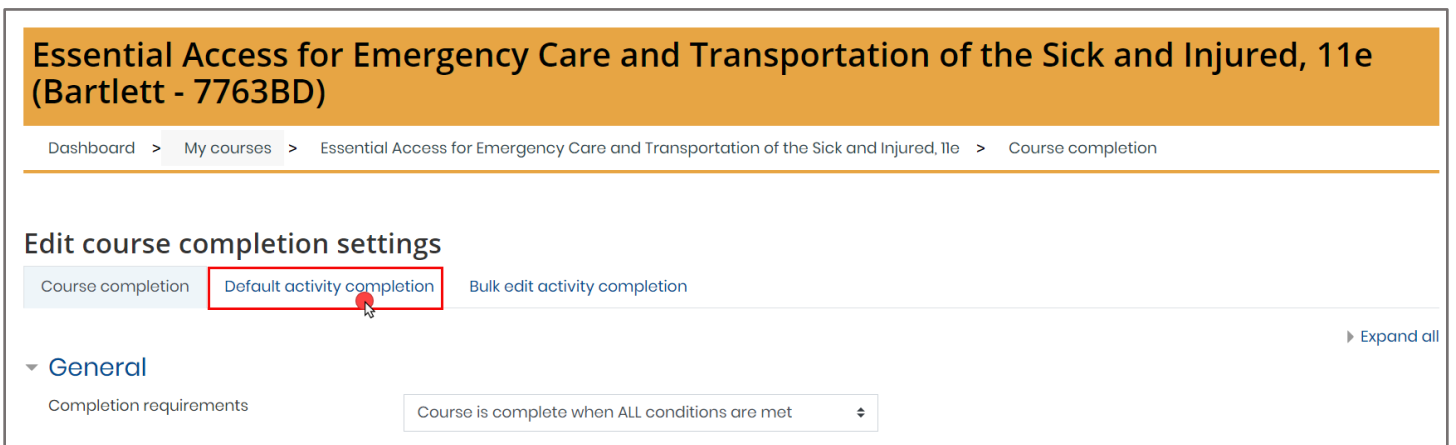 Essential Access for Emergency Care and Transportation of the Sick and Injured, 11e
(Bartlett - 7763BD)
Dashboard > My courses > Essential Access for Emergency Care and Transportation of the Sick and Injured, 11e > Course completion
Edit course completion settings
Course completion Default activity completion Bulk edit activity completion
Expand all
General
Completion requirements Course is complete when ALL conditions are met